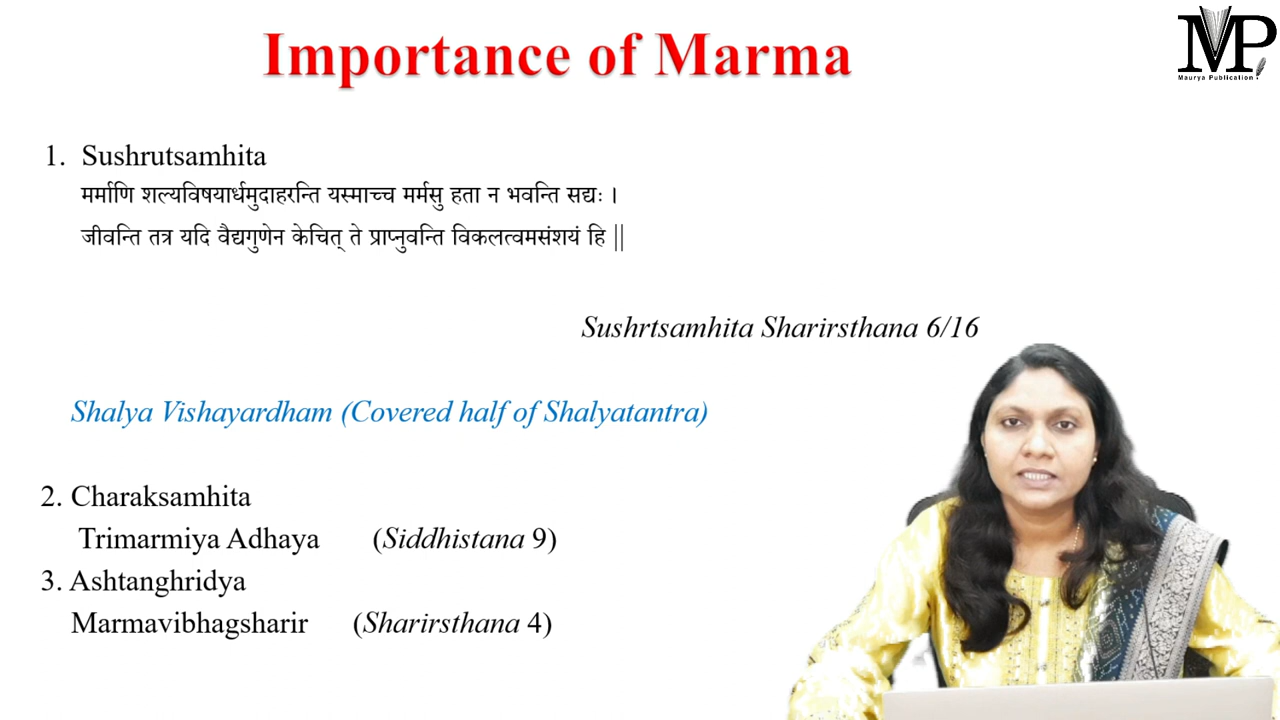 Importance of Marma
MP
Maurya Publication
1. Sushrutsamhita
मर्माणि शल्यविषयार्धमुदाहरन्ति यस्माच्च मर्मसु हता न भवन्ति सद्यः ।
जीवन्ति तत्र यदि वैद्यगुणेन केचित् ते प्राप्नुवन्ति विकलत्वमसंशयं हि ||
Sushrtsamhita Sharirsthana 6/16
Shalya Vishayardham (Covered half of Shalyatantra)
2. Charaksamhita
Trimarmiya Adhaya (Siddhistana 9)
3. Ashtanghridya
Marmavibhagsharir (Sharirsthana 4)